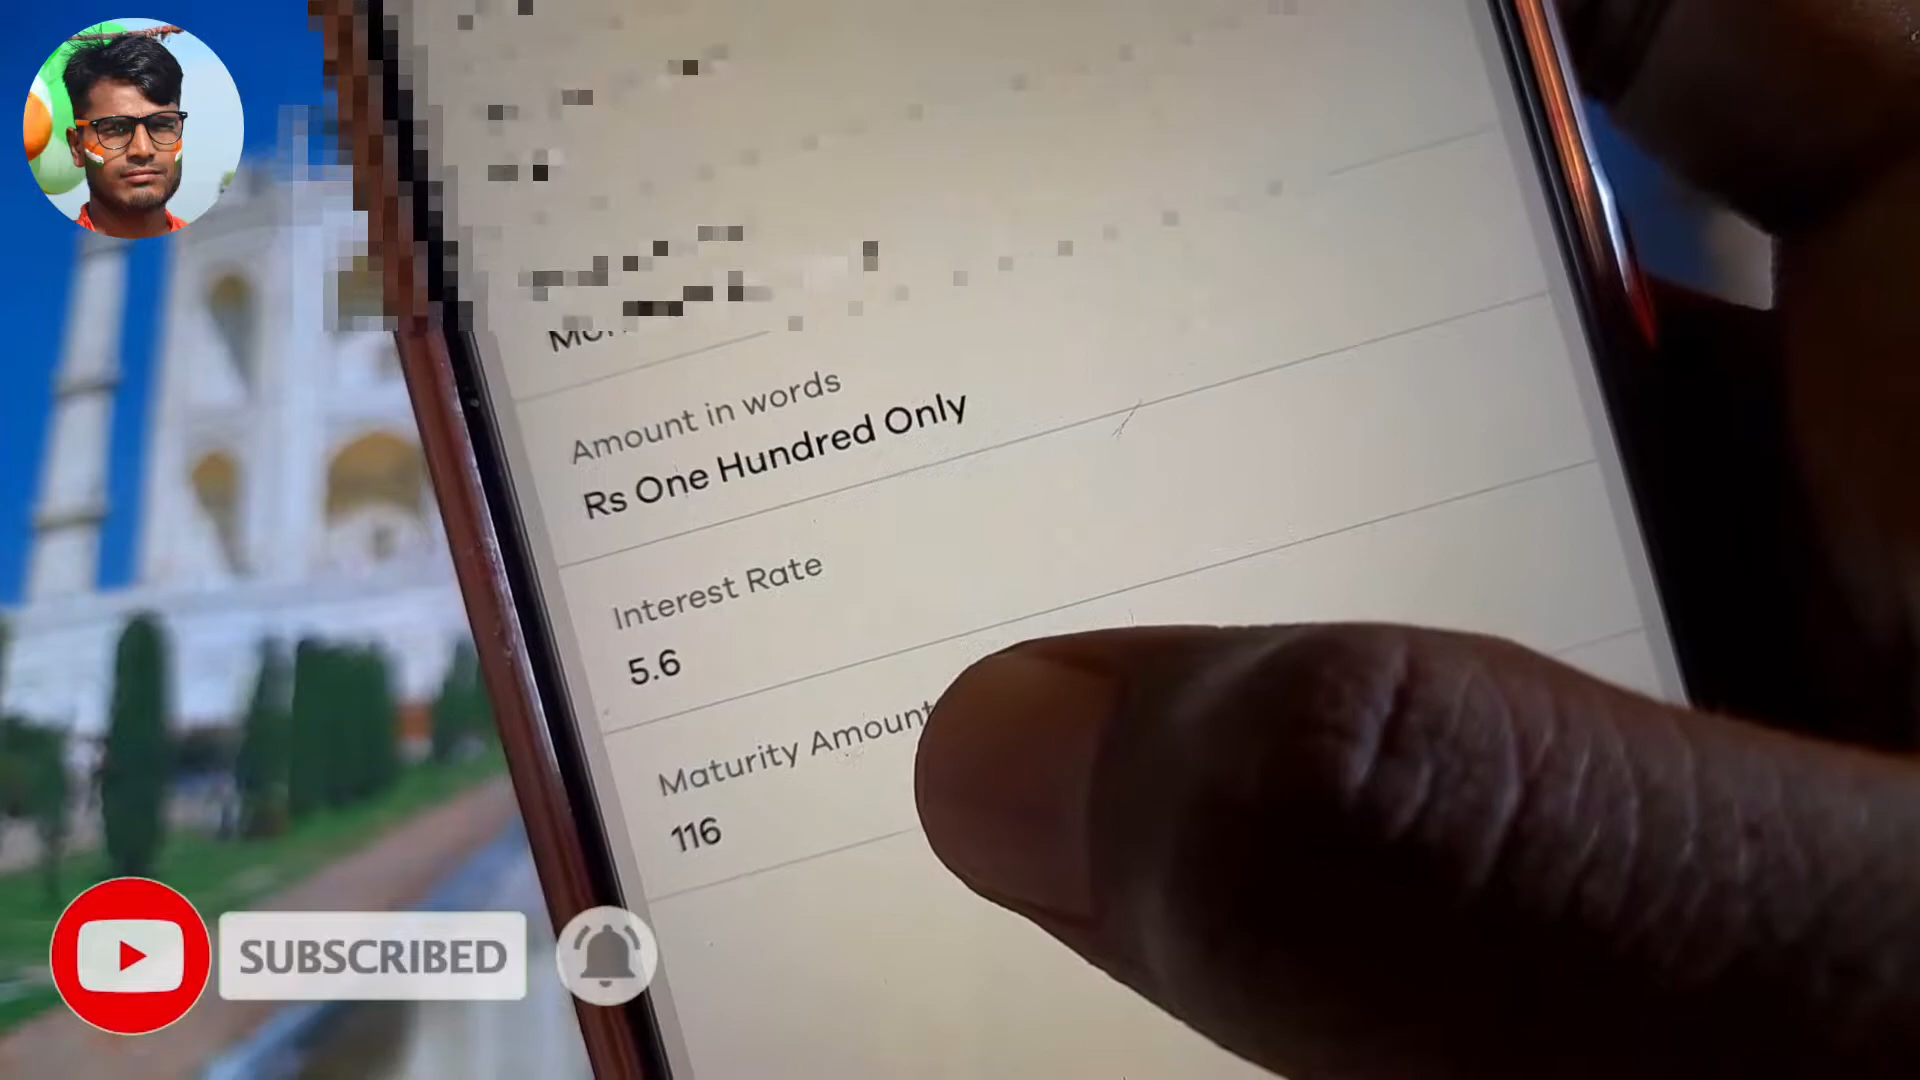 Amount in words
Rs One Hundred Only
Interest Rate
5.6
Maturity Amount
116
SUBSCRIBED